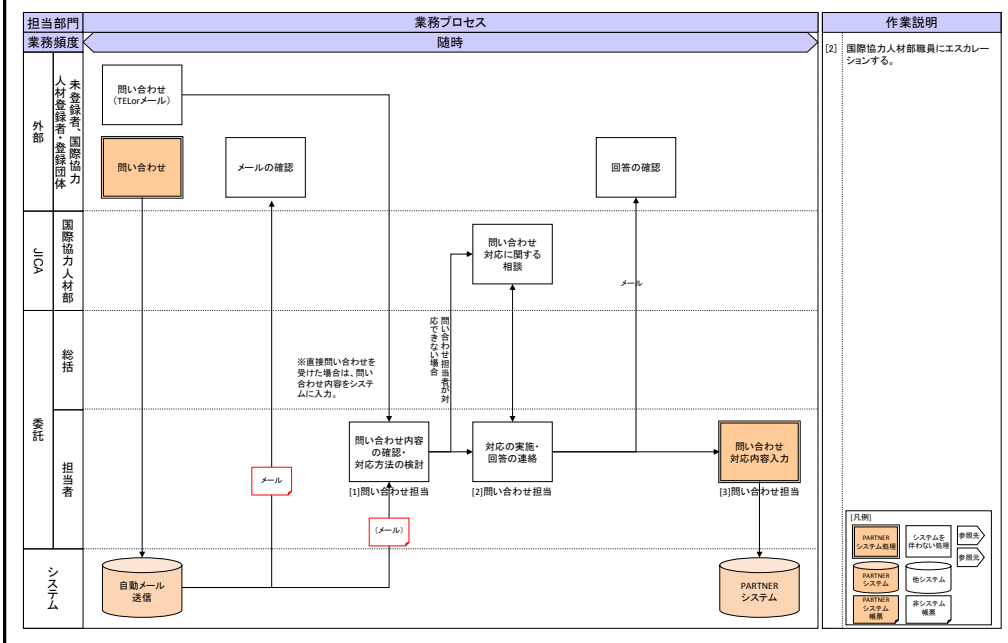 担当部門
業務プロセス
作業説明
業務頻度
随時
[2] 国際協力人材部職員にエスカレー
ションする。
外部
未登録者、国際協力
人材登録者・登録団体
問い合わせ
（TELorメール）
問い合わせ
メールの確認
回答の確認
JICA
国際協力人材部
問い合わせ
対応に関する
相談
メール
委託
総括
※直接問い合わせを
受けた場合は、問い
合わせ内容をシステ
ムに入力。
問い合わせ担当者が対
応できない場合
担当者
問い合わせ内容
の確認・
対応方法の検討
[1]問い合わせ担当
対応の実施・
回答の連絡
[2]問い合わせ担当
問い合わせ
対応内容入力
[3]問い合わせ担当
メール
（メール）
システム
自動メール
送信
PARTNER
システム
[凡例]
PARTNER
システム処理
システムを
伴わない処理
参照先
参照元
PARTNER
システム
他システム
PARTNER
システム
帳票
非システム
帳票